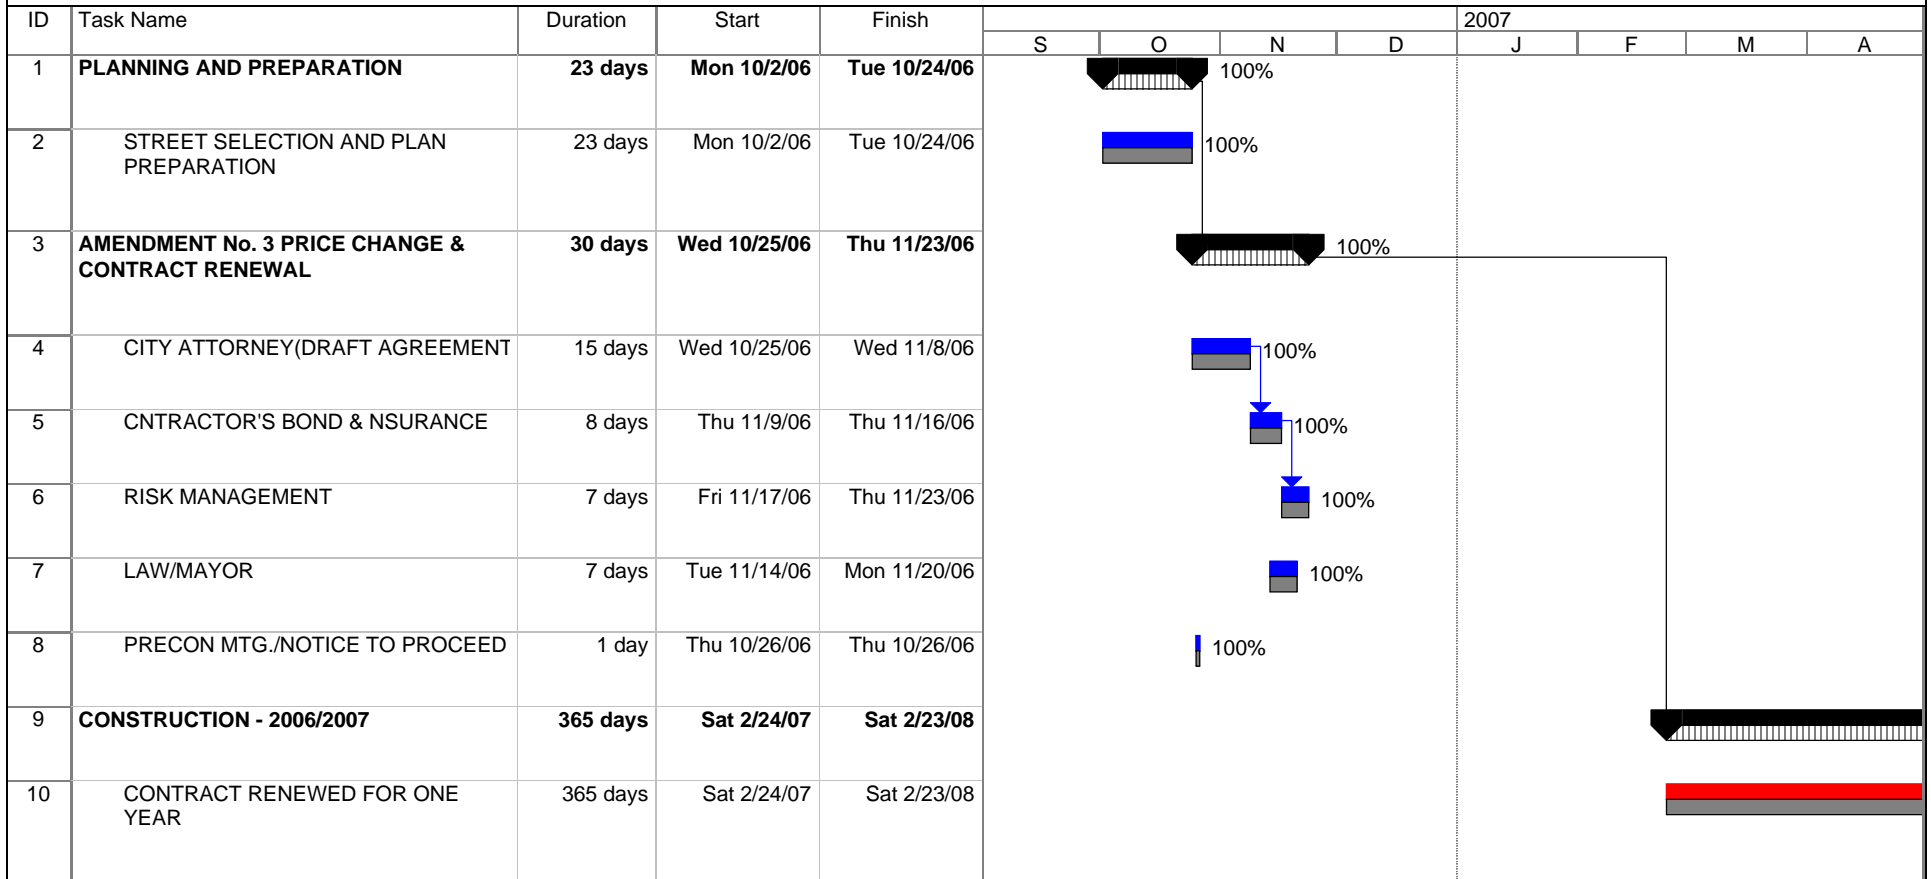 ID Task Name Duration Start Finish 2007
S O N D J F M A
1 PLANNING AND PREPARATION 23 days Mon 10/2/06 Tue 10/24/06 100%
2 STREET SELECTION AND PLAN 23 days Mon 10/2/06 Tue 10/24/06 100%
PREPARATION
3 AMENDMENT No. 3 PRICE CHANGE & 30 days Wed 10/25/06 Thu 11/23/06 100%
CONTRACT RENEWAL
4 CITY ATTORNEY(DRAFT AGREEMENT 15 days Wed 10/25/06 Wed 11/8/06 100%
5 CNTRACTOR'S BOND & NSURANCE 8 days Thu 11/9/06 Thu 11/16/06 100%
6 RISK MANAGEMENT 7 days Fri 11/17/06 Thu 11/23/06 100%
7 LAW/MAYOR 7 days Tue 11/14/06 Mon 11/20/06 100%
8 PRECON MTG./NOTICE TO PROCEED 1 day Thu 10/26/06 Thu 10/26/06 100%
9 CONSTRUCTION - 2006/2007 365 days Sat 2/24/07 Sat 2/23/08
10 CONTRACT RENEWED FOR ONE 365 days Sat 2/24/07 Sat 2/23/08
YEAR